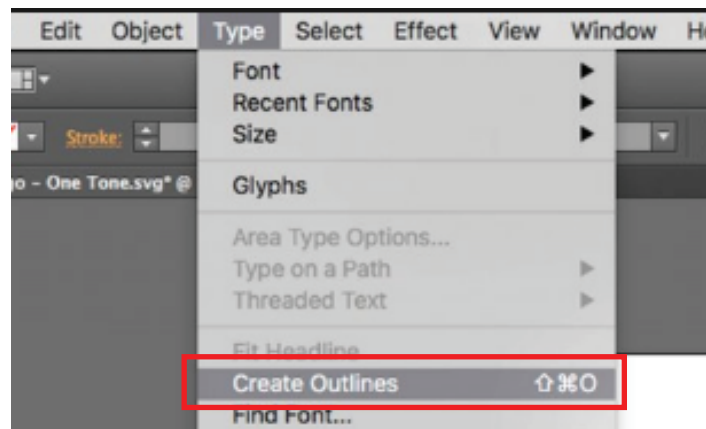 Edit Object Type Select Effect View Window
Font
Recent Fonts
Stroke:
Size
- One Tone.svg* @
Glyphs
Area Type Options...
Type on a Path
Threaded Text
Fit Headline
Create Outlines ⇧⌘O
Find Font...